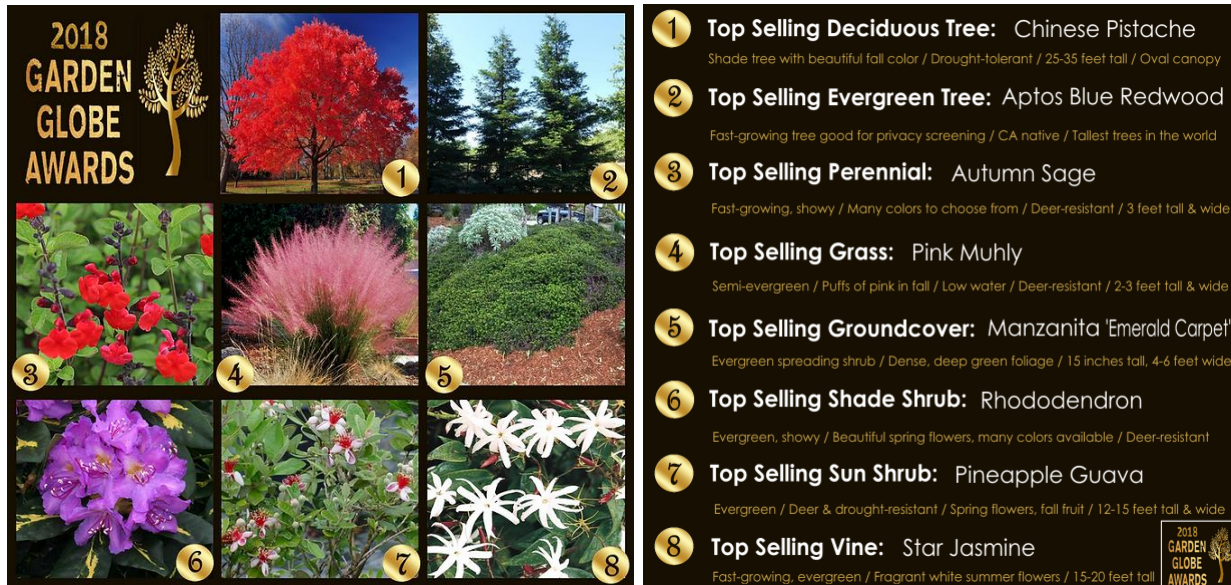 2018
GARDEN
GLOBE
AWARDS
1
2
3
4
5
6
7
8
1 Top Selling Deciduous Tree: Chinese Pistache
Shade tree with beautiful fall color / Drought-tolerant / 25-35 feet tall / Oval canopy
2 Top Selling Evergreen Tree: Aptos Blue Redwood
Fast-growing tree good for privacy screening / CA native / Tallest trees in the world
3 Top Selling Perennial: Autumn Sage
Fast-growing, showy / Many colors to choose from / Deer-resistant / 3 feet tall & wide
4 Top Selling Grass: Pink Muhly
Semi-evergreen / Puffs of pink in fall / Low water / Deer-resistant / 2-3 feet tall & wide
5 Top Selling Groundcover: Manzanita 'Emerald Carpet'
Evergreen spreading shrub / Dense, deep green foliage / 15 inches tall, 4-6 feet wide
6 Top Selling Shade Shrub: Rhododendron
Evergreen, showy / Beautiful spring flowers, many colors available / Deer-resistant
7 Top Selling Sun Shrub: Pineapple Guava
Evergreen / Deer & drought-resistant / Spring flowers, fall fruit / 12-15 feet tall & wide
8 Top Selling Vine: Star Jasmine
Fast-growing, evergreen / Fragrant white summer flowers / 15-20 feet tall
2018
GARDEN
GLOBE
AWARDS